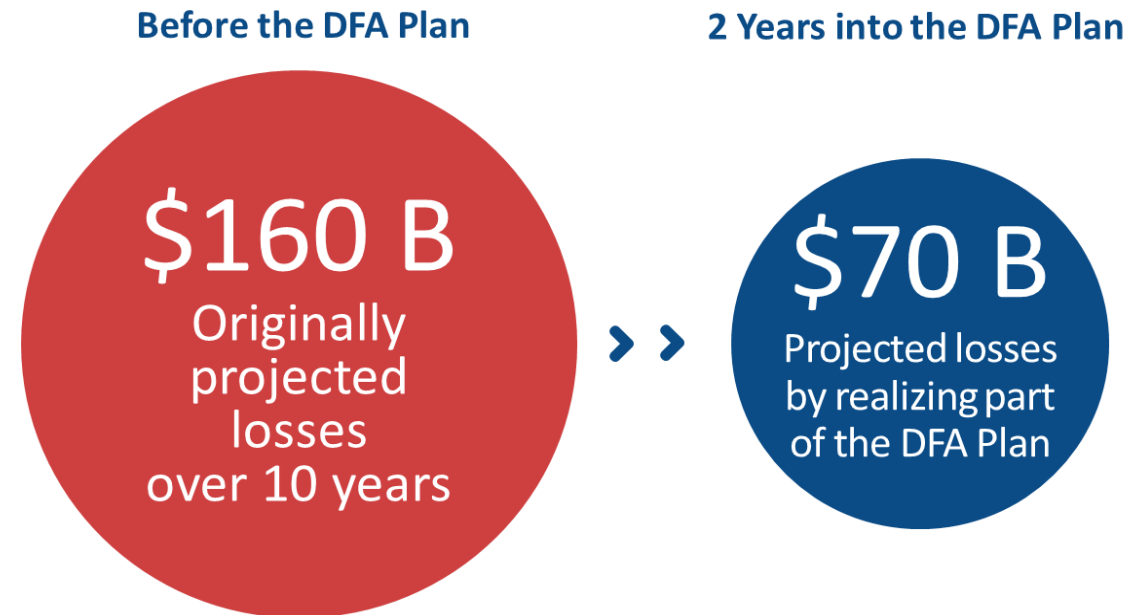 Before the DFA Plan
$160 B
Originally
projected
losses
over 10 years
2 Years into the DFA Plan
$70 B
Projected losses
by realizing part
of the DFA Plan